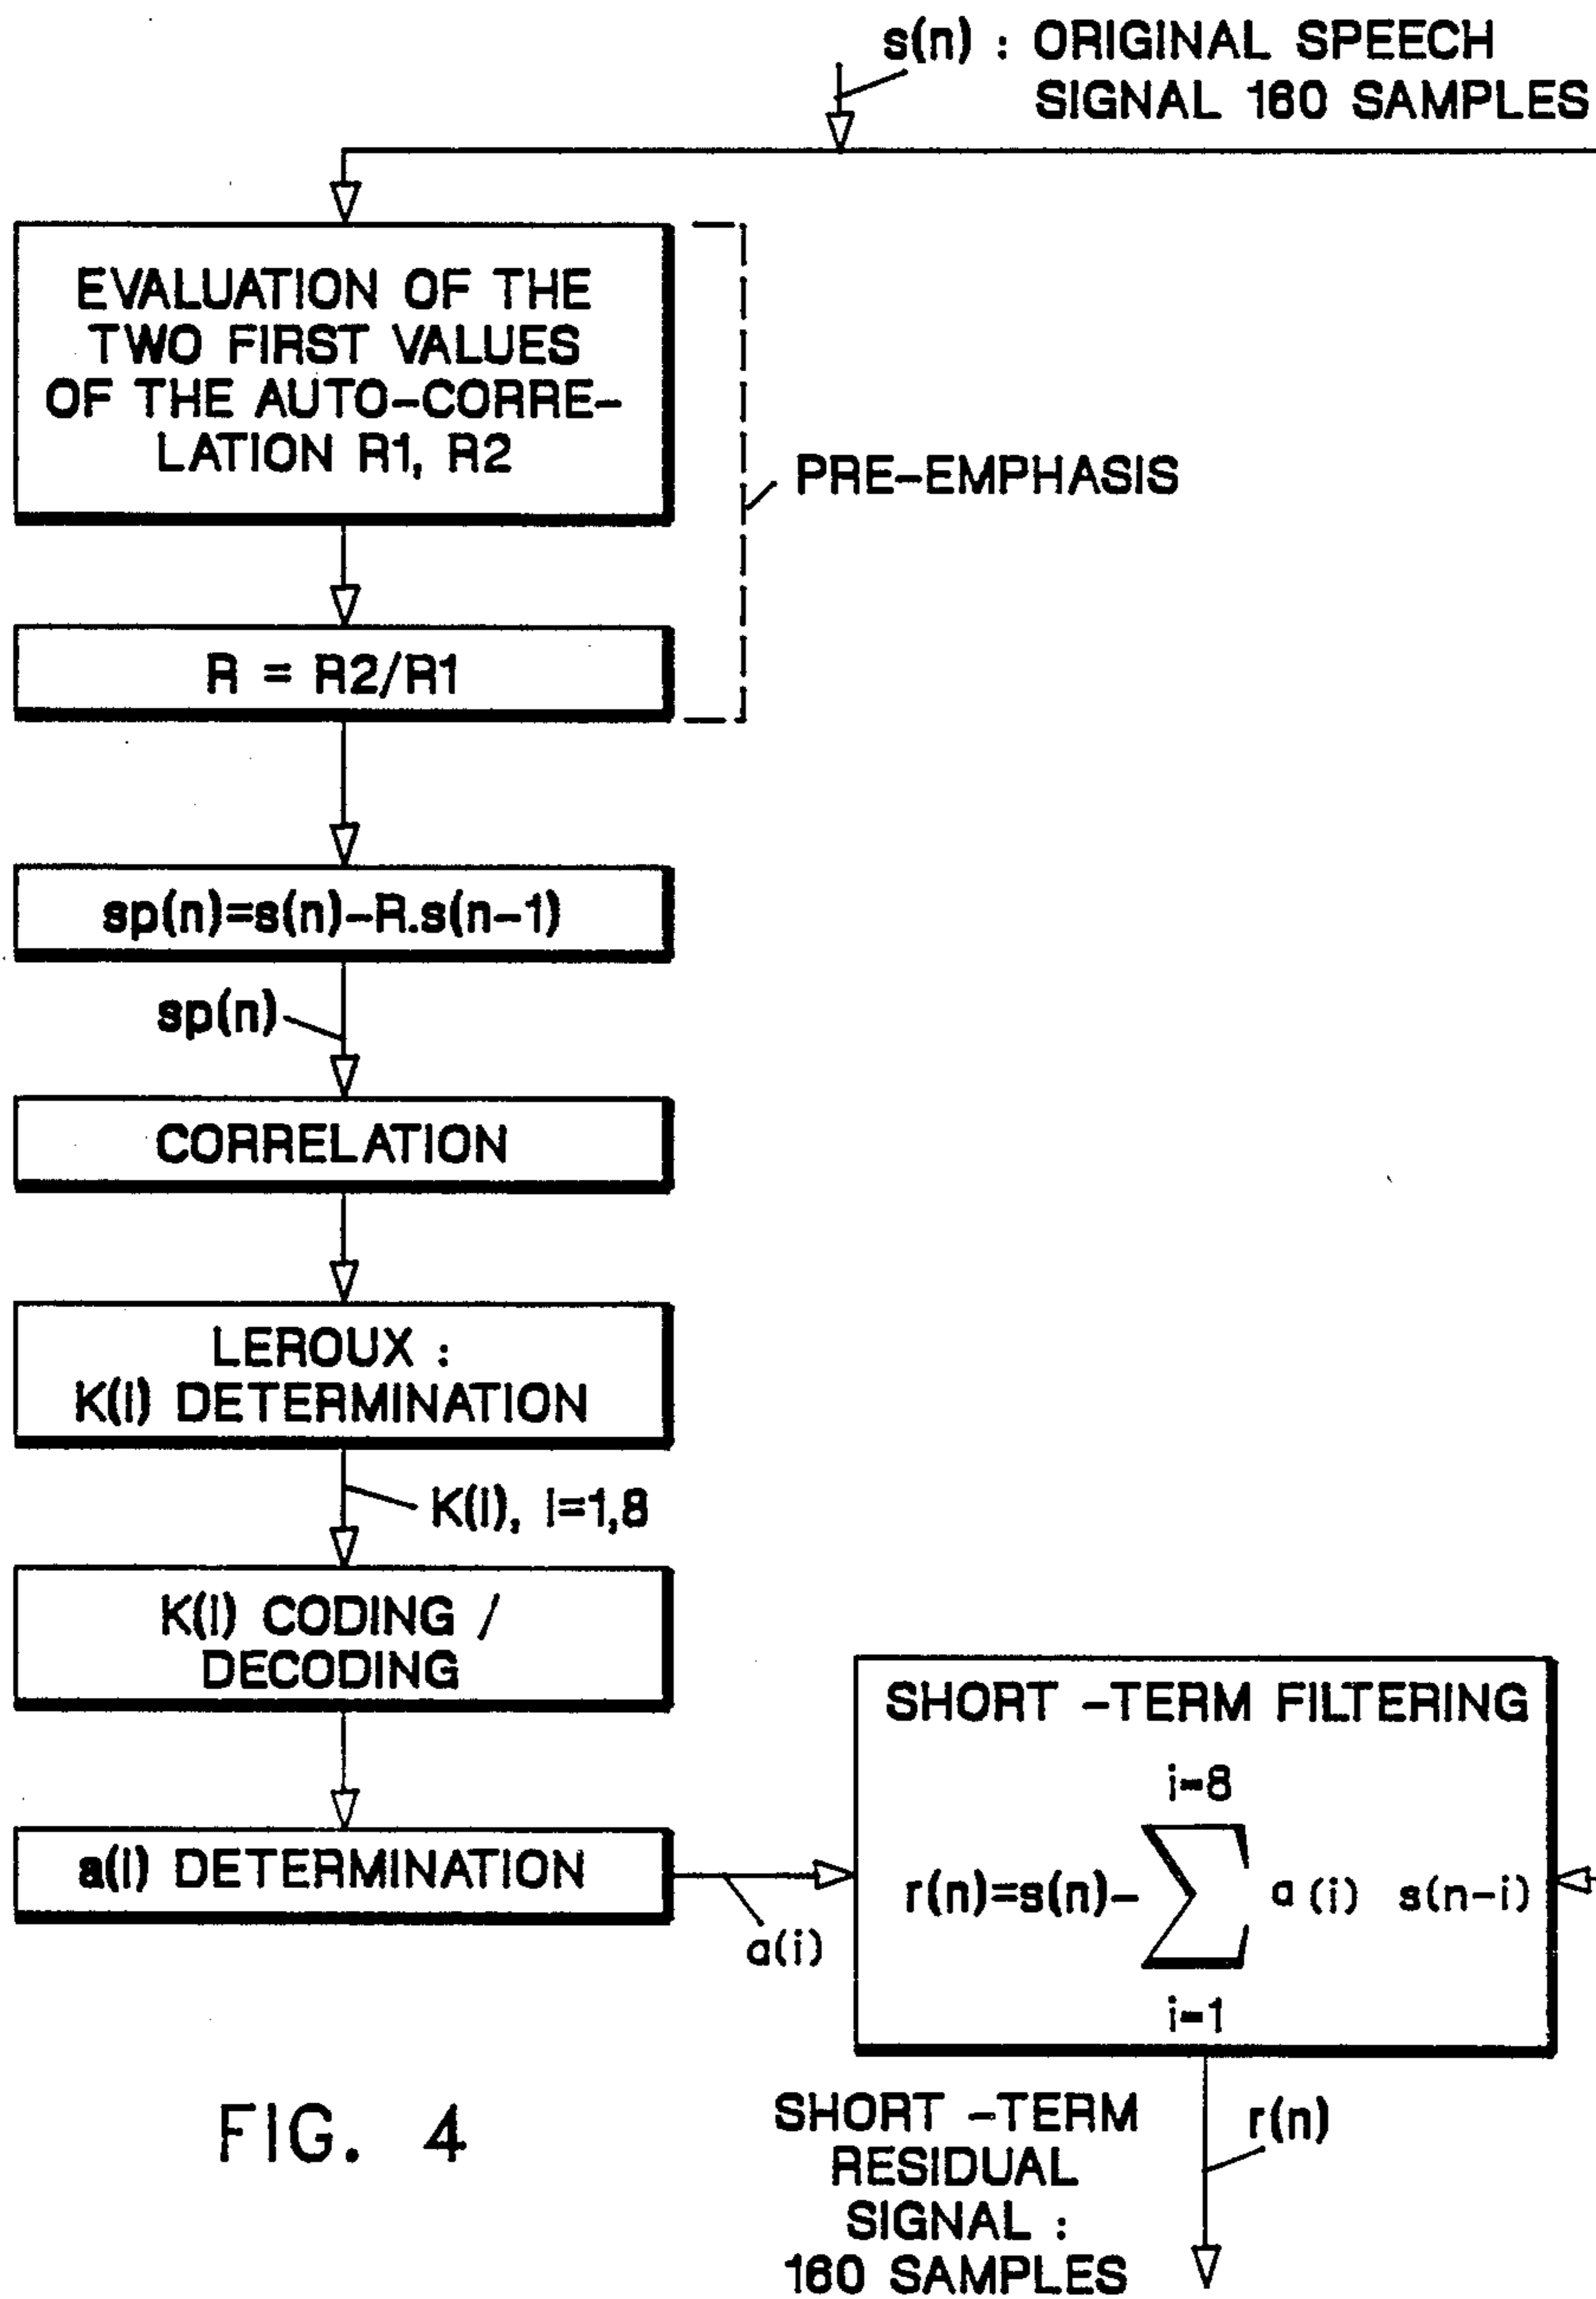 s(n) : ORIGINAL SPEECH
SIGNAL 160 SAMPLES
EVALUATION OF THE
TWO FIRST VALUES
OF THE AUTO-CORRE-
LATION R1, R2
PRE-EMPHASIS
R = R2/R1
sp(n)=s(n)-R.s(n-1)
sp(n)
CORRELATION
LEROUX :
K(i) DETERMINATION
K(i), i=1,8
K(i) CODING /
DECODING
a(i) DETERMINATION
a(i)
SHORT -TERM FILTERING
i=8
r(n)=s(n)- ∑ a (i) s(n-i)
i=1
r(n)
SHORT -TERM
RESIDUAL
SIGNAL :
160 SAMPLES
FIG. 4